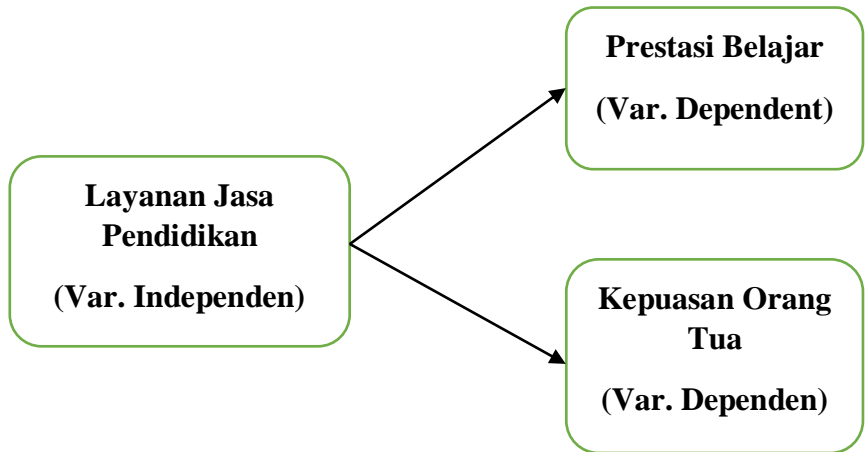 Prestasi Belajar
(Var. Dependent)
Layanan Jasa
Pendidikan
(Var. Independen)
Kepuasan Orang
Tua
(Var. Dependen)